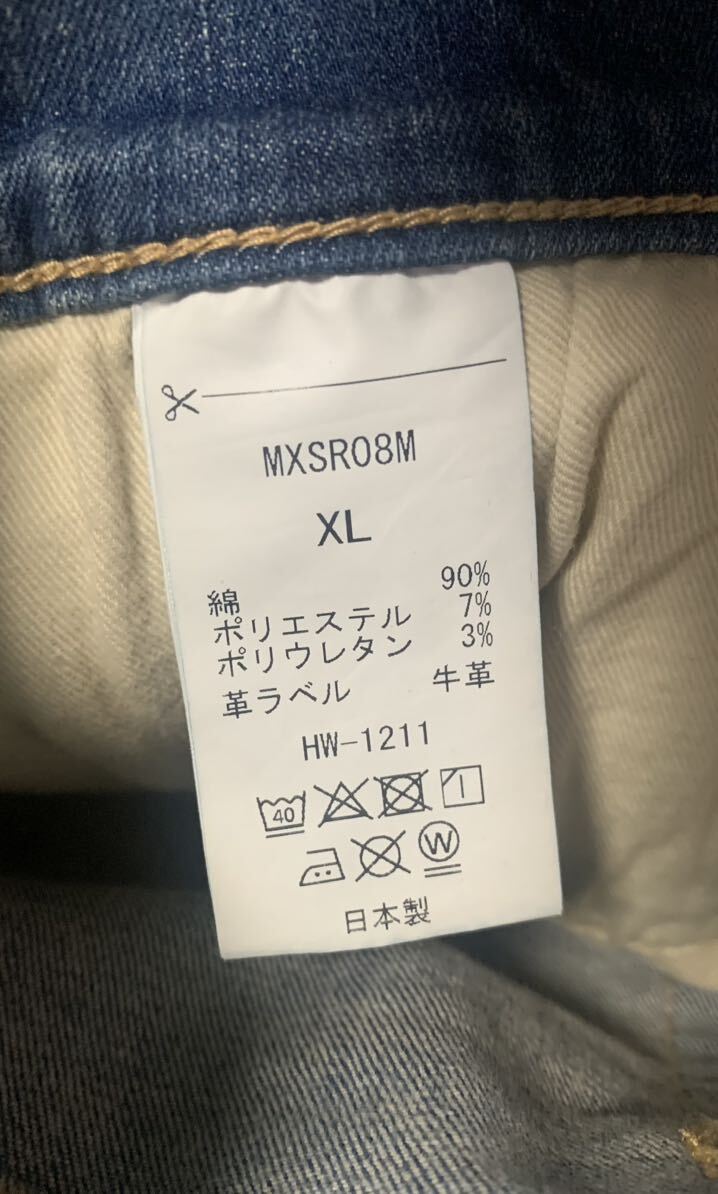 MXSR08M
XL
綿 90%
ポリエステル 7%
ポリウレタン 3%
革ラベル 牛革
HW-1211
40
W
日本製